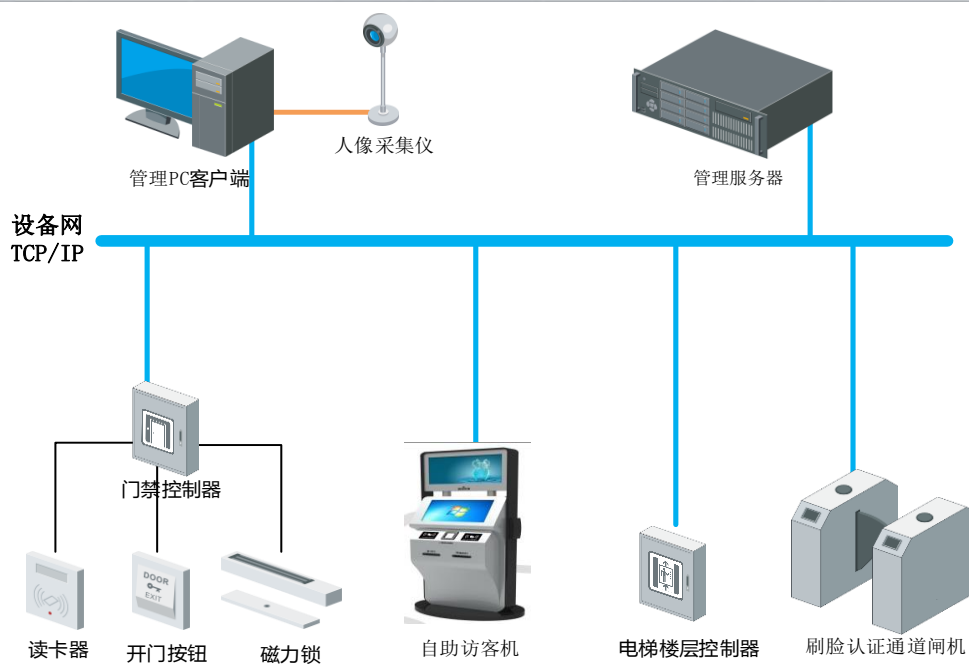 人像采集仪
管理PC客户端
管理服务器
设备网
TCP/IP
门禁控制器
DOOR
EXIT
读卡器
开门按钮
磁力锁
自助访客机
电梯楼层控制器
刷脸认证通道闸机